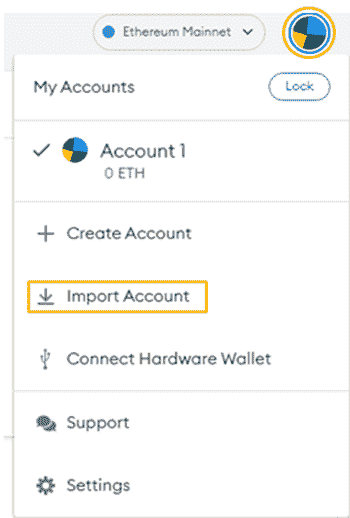 Ethereum Mainnet
My Accounts
Lock
Account 1
0 ETH
Create Account
Import Account
Connect Hardware Wallet
Support
Settings